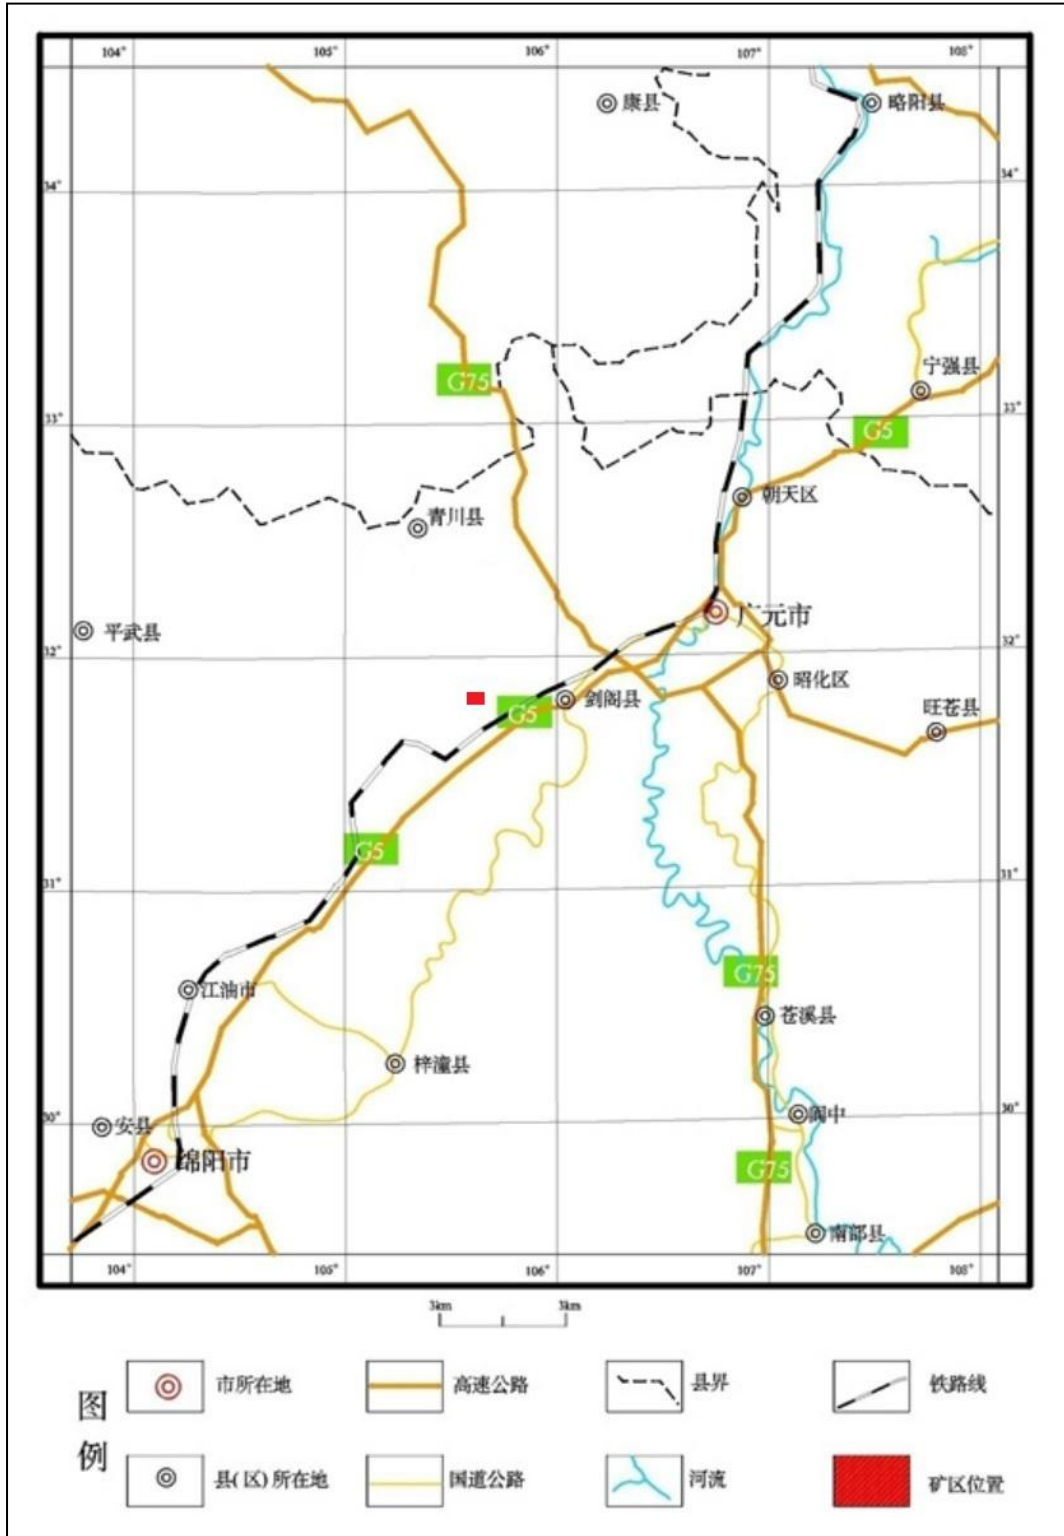 104° 105° 106° 107° 108°
康县
略阳县
34° 34°
宁强县
G75
33° 33°
G5
朝天区
青川县
广元市
平武县
32° 32°
昭化区
剑阁县
旺苍县
G5
G5
31° 31°
G75
江油市
苍溪县
梓潼县
30° 30°
安县
阆中
绵阳市
G75
南部县
104° 105° 106° 107° 108°
3km 3km
图例
市所在地 高速公路 县界 铁路线
县(区)所在地 国道公路 河流 矿区位置